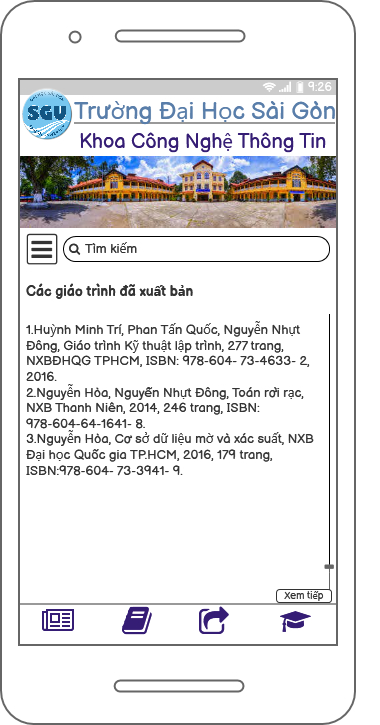 9:26
SGU
Trường Đại Học Sài Gòn
Khoa Công Nghệ Thông Tin
Tìm kiếm
Các giáo trình đã xuất bản
1.Huỳnh Minh Trí, Phan Tấn Quốc, Nguyễn Nhựt
Đông, Giáo trình Kỹ thuật lập trình, 277 trang,
NXBĐHQG TPHCM, ISBN: 978-604- 73-4633- 2,
2016.
2.Nguyễn Hòa, Nguyễn Nhựt Đông, Toán rời rạc,
NXB Thanh Niên, 2014, 246 trang, ISBN:
978-604-64-1641- 8.
3.Nguyễn Hòa, Cơ sở dữ liệu mờ và xác suất, NXB
Đại học Quốc gia TP.HCM, 2016, 179 trang,
ISBN:978-604- 73-3941- 9.
Xem tiếp